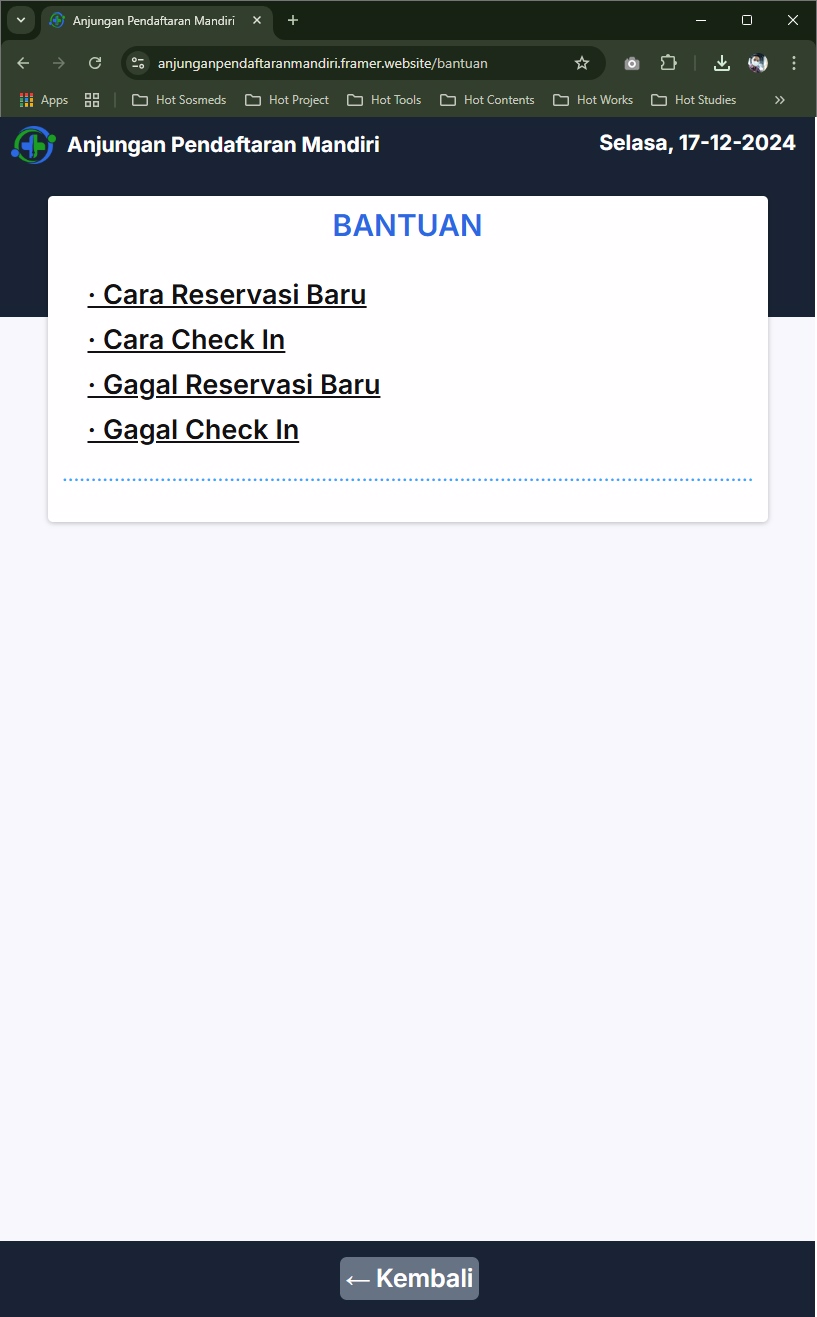 Anjungan Pendaftaran Mandiri
anjunganpendaftaranmandiri.framer.website/bantuan
Apps Hot Sosmeds Hot Project Hot Tools Hot Contents Hot Works Hot Studies
Anjungan Pendaftaran Mandiri Selasa, 17-12-2024
BANTUAN
· Cara Reservasi Baru
· Cara Check In
· Gagal Reservasi Baru
· Gagal Check In
← Kembali